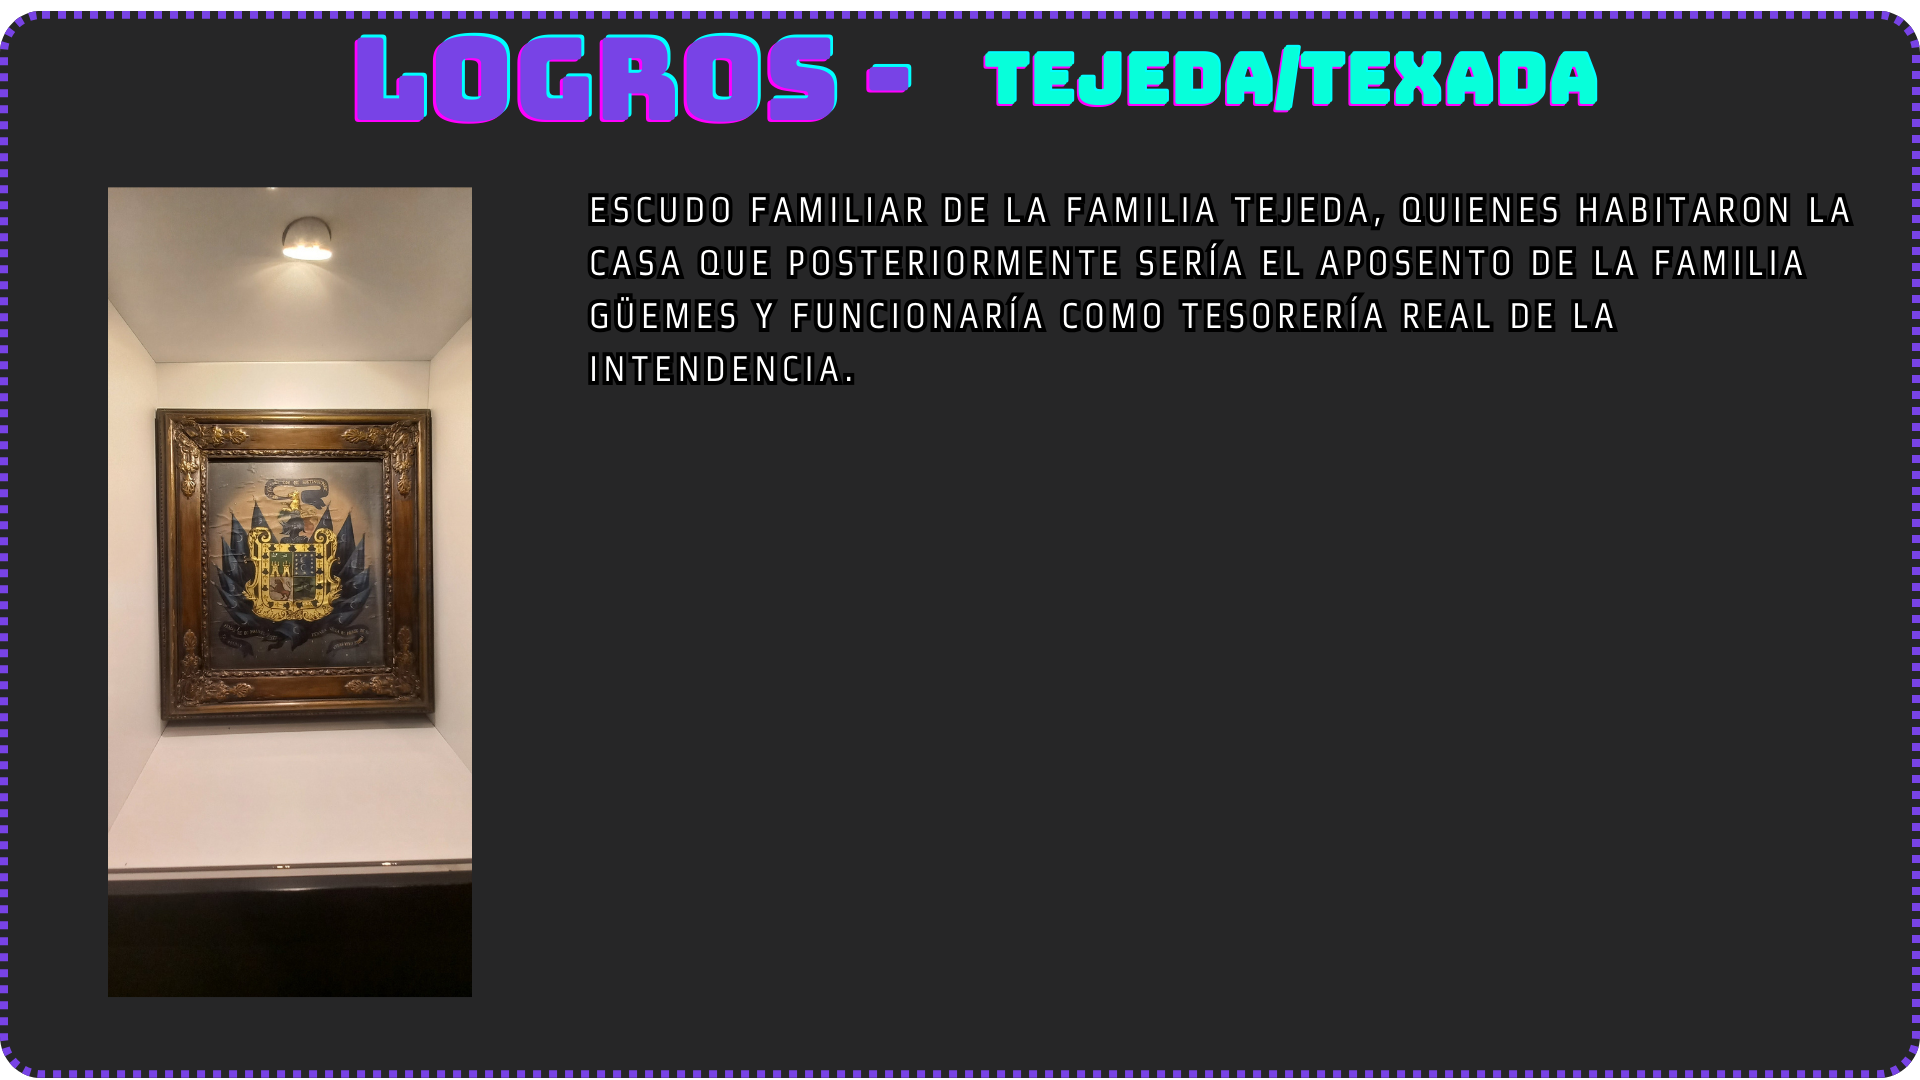 LOGROS - TEJEDA/TEXADA
ESCUDO FAMILIAR DE LA FAMILIA TEJEDA, QUIENES HABITARON LA
CASA QUE POSTERIORMENTE SERÍA EL APOSENTO DE LA FAMILIA
GÜEMES Y FUNCIONARÍA COMO TESORERÍA REAL DE LA
INTENDENCIA.